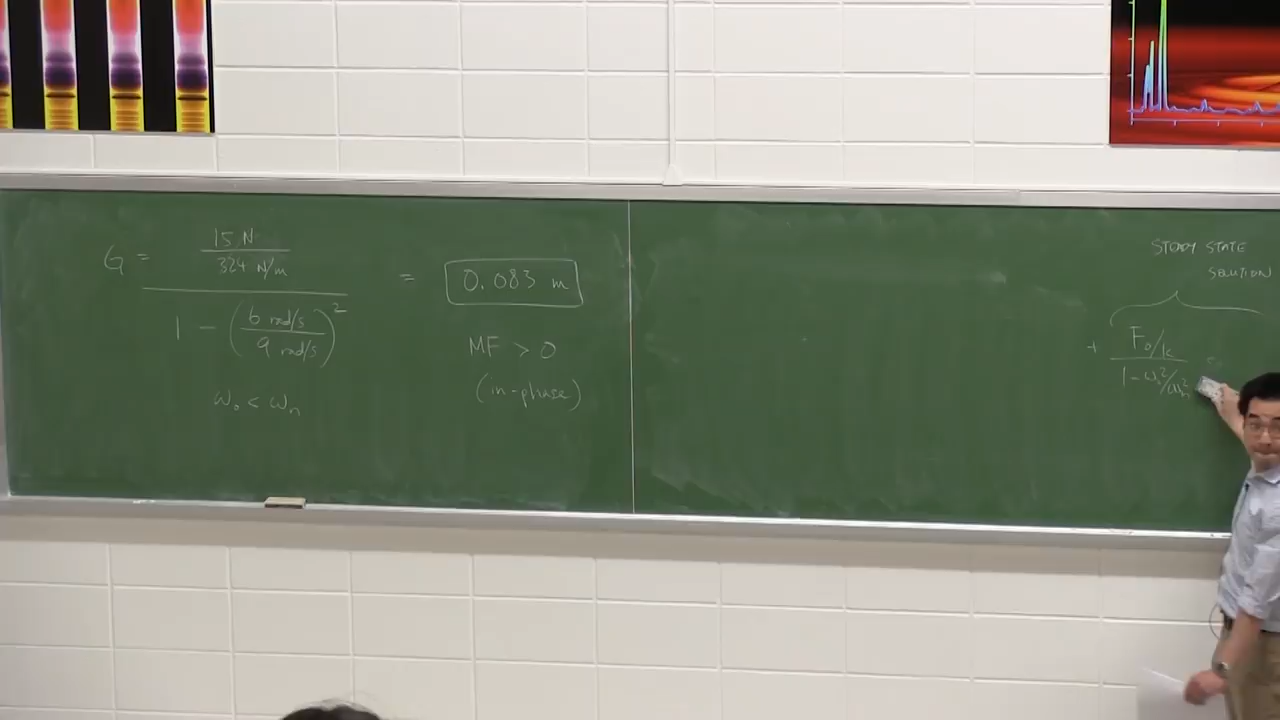 G = 15 N / 324 N/m / 1 - (6 rad/s / 9 rad/s)² = 0.083 m
ω₀ < ωₙ
MF > 0
(in-phase)
STEADY STATE
SOLUTION
+ F₀/k / 1 - ω₀²/ωₙ²